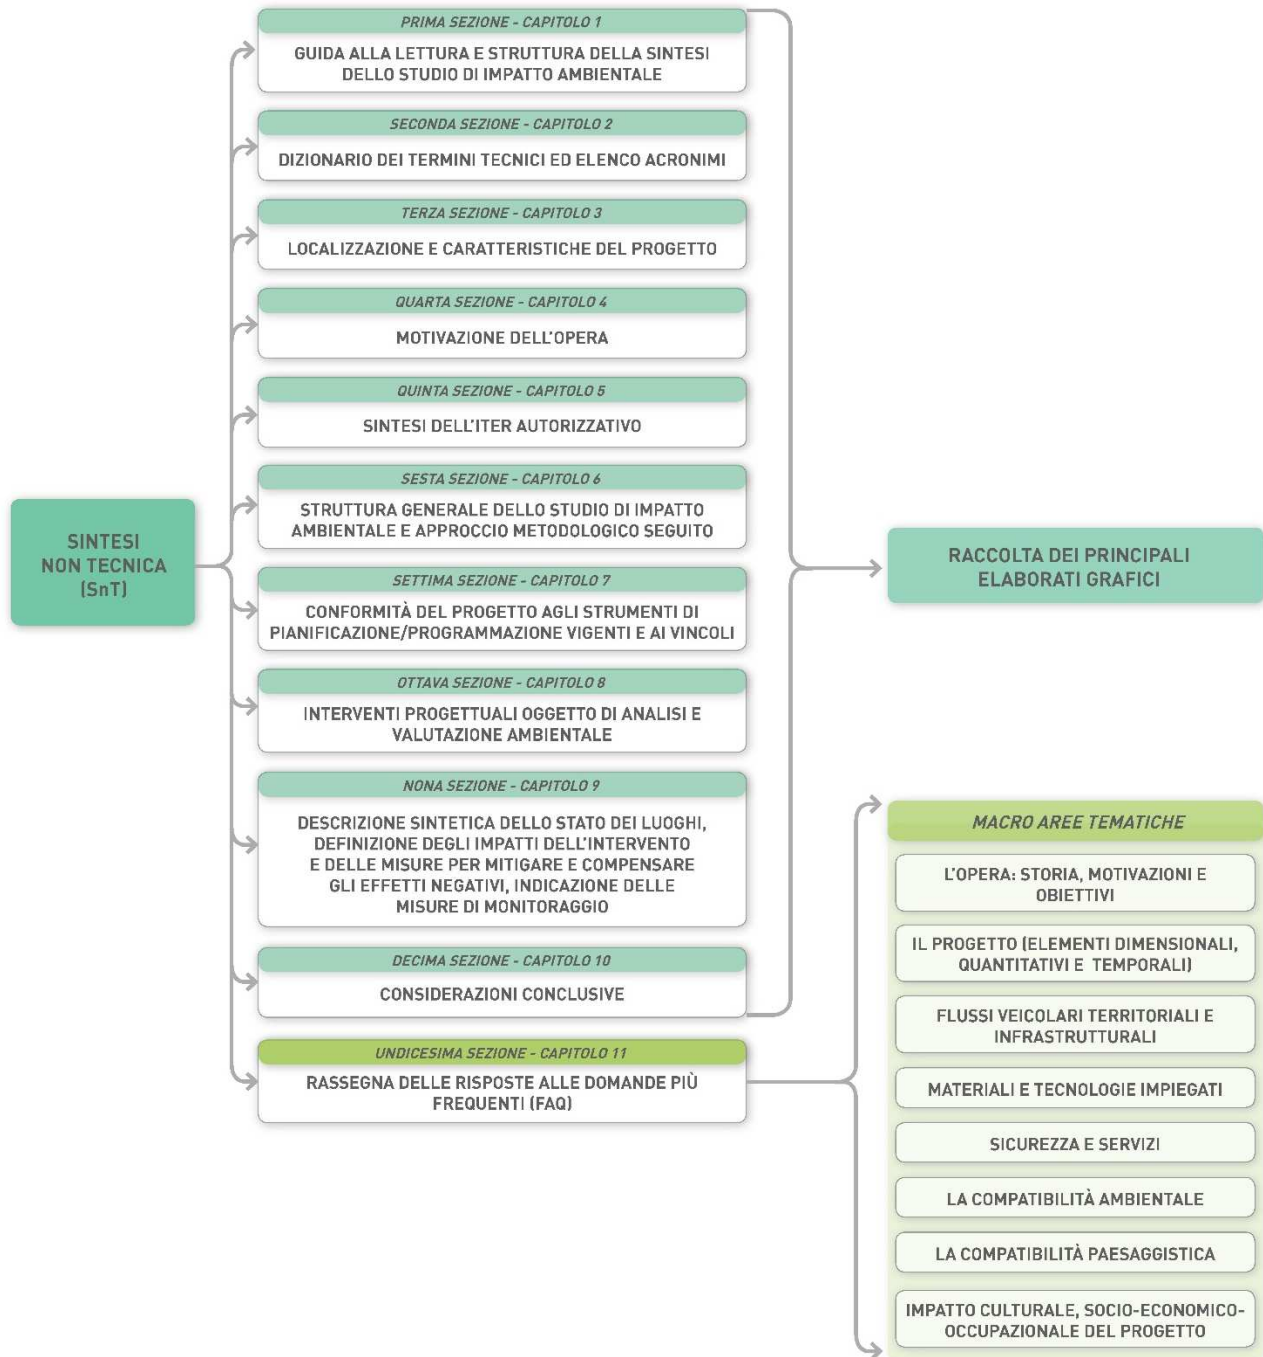 SINTESI
NON TECNICA
(SnT)
PRIMA SEZIONE - CAPITOLO 1
GUIDA ALLA LETTURA E STRUTTURA DELLA SINTESI
DELLO STUDIO DI IMPATTO AMBIENTALE
SECONDA SEZIONE - CAPITOLO 2
DIZIONARIO DEI TERMINI TECNICI ED ELENCO ACRONIMI
TERZA SEZIONE - CAPITOLO 3
LOCALIZZAZIONE E CARATTERISTICHE DEL PROGETTO
QUARTA SEZIONE - CAPITOLO 4
MOTIVAZIONE DELL'OPERA
QUINTA SEZIONE - CAPITOLO 5
SINTESI DELL'ITER AUTORIZZATIVO
SESTA SEZIONE - CAPITOLO 6
STRUTTURA GENERALE DELLO STUDIO DI IMPATTO
AMBIENTALE E APPROCCIO METODOLOGICO SEGUITO
SETTIMA SEZIONE - CAPITOLO 7
CONFORMITÀ DEL PROGETTO AGLI STRUMENTI DI
PIANIFICAZIONE/PROGRAMMAZIONE VIGENTI E AI VINCOLI
OTTAVA SEZIONE - CAPITOLO 8
INTERVENTI PROGETTUALI OGGETTO DI ANALISI E
VALUTAZIONE AMBIENTALE
NONA SEZIONE - CAPITOLO 9
DESCRIZIONE SINTETICA DELLO STATO DEI LUOGHI,
DEFINIZIONE DEGLI IMPATTI DELL'INTERVENTO
E DELLE MISURE PER MITIGARE E COMPENSARE
GLI EFFETTI NEGATIVI, INDICAZIONE DELLE
MISURE DI MONITORAGGIO
DECIMA SEZIONE - CAPITOLO 10
CONSIDERAZIONI CONCLUSIVE
UNDICESIMA SEZIONE - CAPITOLO 11
RASSEGNA DELLE RISPOSTE ALLE DOMANDE PIÙ
FREQUENTI (FAQ)
RACCOLTA DEI PRINCIPALI
ELABORATI GRAFICI
MACRO AREE TEMATICHE
L'OPERA: STORIA, MOTIVAZIONI E
OBIETTIVI
IL PROGETTO (ELEMENTI DIMENSIONALI,
QUANTITATIVI E TEMPORALI)
FLUSSI VEICOLARI TERRITORIALI E
INFRASTRUTTURALI
MATERIALI E TECNOLOGIE IMPIEGATI
SICUREZZA E SERVIZI
LA COMPATIBILITÀ AMBIENTALE
LA COMPATIBILITÀ PAESAGGISTICA
IMPATTO CULTURALE, SOCIO-ECONOMICO-
OCCUPAZIONALE DEL PROGETTO